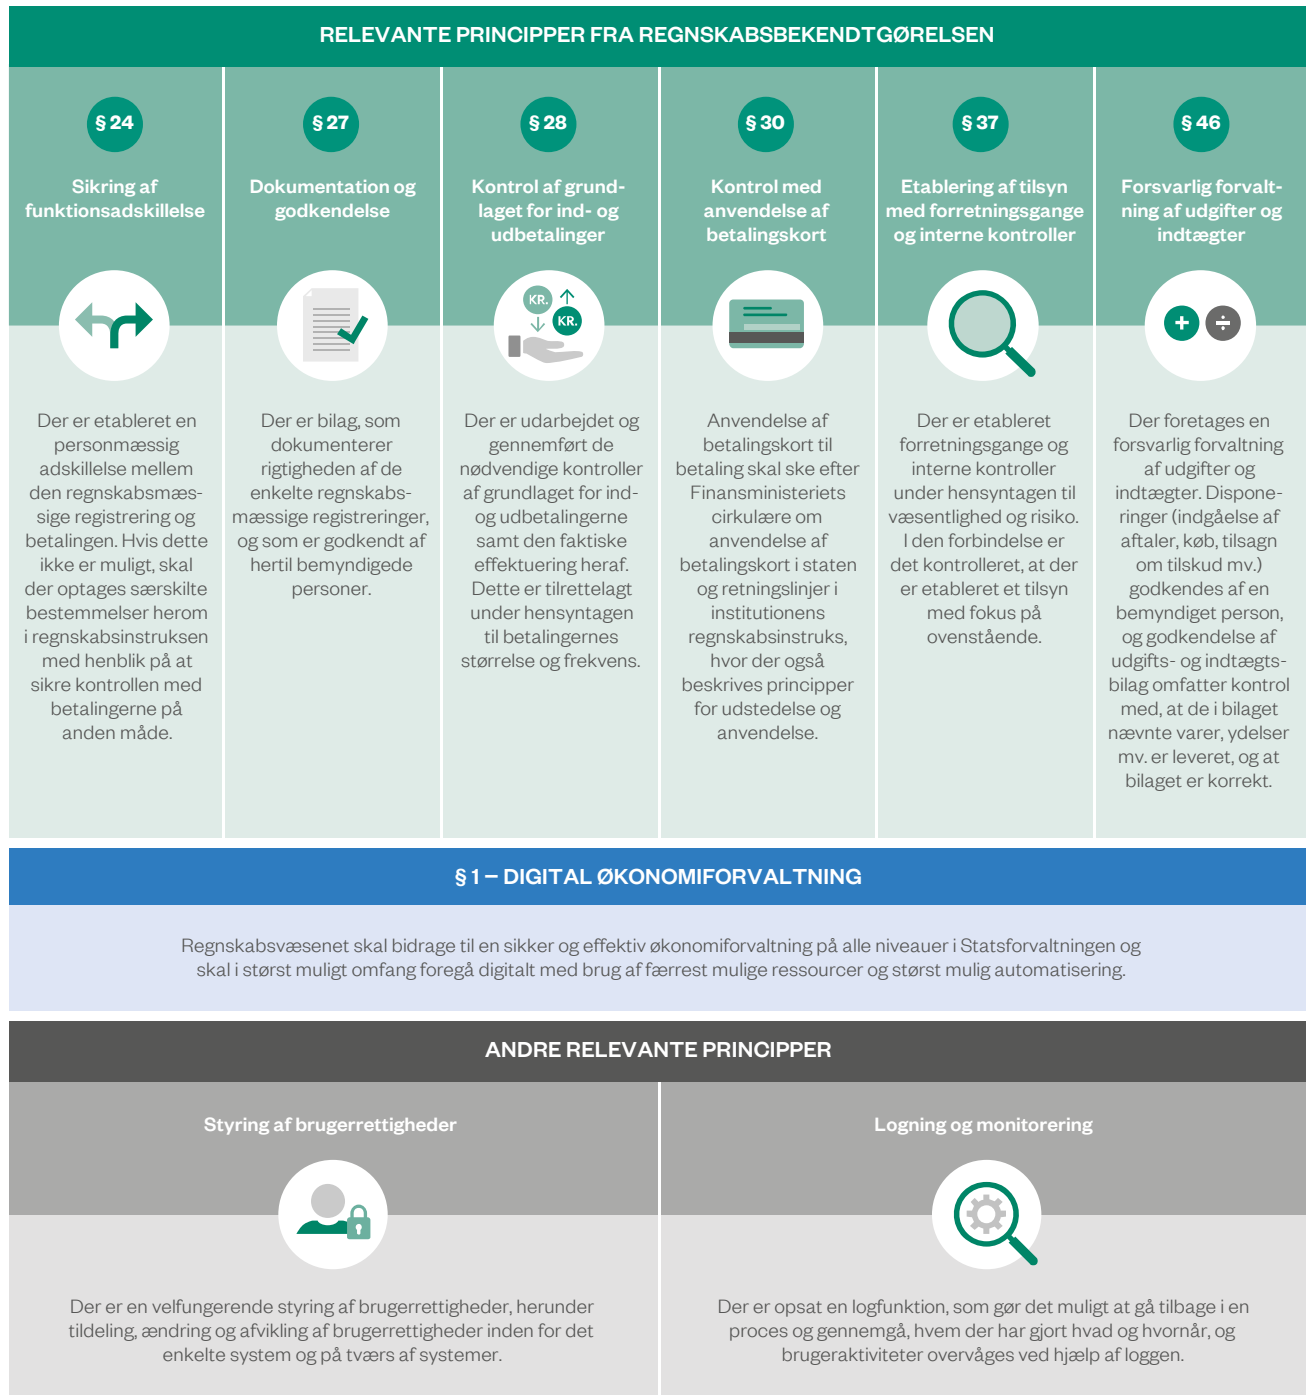 RELEVANTE PRINCIPPER FRA REGNSKABSBEKENDTGØRELSEN
§ 24
Sikring af
funktionsadskillelse
Der er etableret en
personmæssig
adskillelse mellem
den regnskabsmæs-
sige registrering og
betalingen. Hvis dette
ikke er muligt, skal
der optages særskilte
bestemmelser herom
i regnskabsinstruksen
med henblik på at
sikre kontrollen med
betalingerne på
anden måde.
§ 27
Dokumentation og
godkendelse
Der er bilag, som
dokumenterer
rigtigheden af de
enkelte regnskabs-
mæssige registreringer,
og som er godkendt af
hertil bemyndigede
personer.
§ 28
Kontrol af grund-
laget for ind- og
udbetalinger
KR.
KR.
Der er udarbejdet og
gennemført de
nødvendige kontroller
af grundlaget for ind-
og udbetalingerne
samt den faktiske
effektuering heraf.
Dette er tilrettelagt
under hensyntagen
til betalingernes
størrelse og frekvens.
§ 30
Kontrol med
anvendelse af
betalingskort
Anvendelse af
betalingskort til
betaling skal ske efter
Finansministeriets
cirkulære om
anvendelse af
betalingskort i staten
og retningslinjer i
institutionens
regnskabsinstruks,
hvor der også
beskrives principper
for udstedelse og
anvendelse.
§ 37
Etablering af tilsyn
med forretningsgange
og interne kontroller
Der er etableret
forretningsgange og
interne kontroller
under hensyntagen til
væsentlighed og risiko.
I den forbindelse er
det kontrolleret, at der
er etableret et tilsyn
med fokus på
ovenstående.
§ 46
Forsvarlig forvalt-
ning af udgifter og
indtægter
+ ÷
Der foretages en
forsvarlig forvaltning
af udgifter og
indtægter. Dispone-
ringer (indgåelse af
aftaler, køb, tilsagn
om tilskud mv.)
godkendes af en
bemyndiget person,
og godkendelse af
udgifts- og indtægts-
bilag omfatter kontrol
med, at de i bilaget
nævnte varer, ydelser
mv. er leveret, og at
bilaget er korrekt.
§ 1 – DIGITAL ØKONOMIFORVALTNING
Regnskabsvæsenet skal bidrage til en sikker og effektiv økonomiforvaltning på alle niveauer i Statsforvaltningen og
skal i størst muligt omfang foregå digitalt med brug af færrest mulige ressourcer og størst mulig automatisering.
ANDRE RELEVANTE PRINCIPPER
Styring af brugerrettigheder
Der er en velfungerende styring af brugerrettigheder, herunder
tildeling, ændring og afvikling af brugerrettigheder inden for det
enkelte system og på tværs af systemer.
Logning og monitorering
Der er opsat en logfunktion, som gør det muligt at gå tilbage i en
proces og gennemgå, hvem der har gjort hvad og hvornår, og
brugeraktiviteter overvåges ved hjælp af loggen.